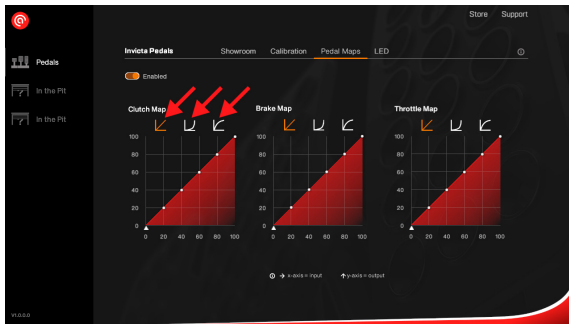 Store Support
Invicta Pedals Showroom Calibration Pedal Maps LED
Pedals
Enabled
In the Pit
In the Pit
Clutch Map Brake Map Throttle Map
100 100 100
80 80 80
60 60 60
40 40 40
20 20 20
0 0 0
0 20 40 60 80 100 0 20 40 60 80 100 0 20 40 60 80 100
→ x-axis = input ↑ y-axis = output
V1.0.0.0